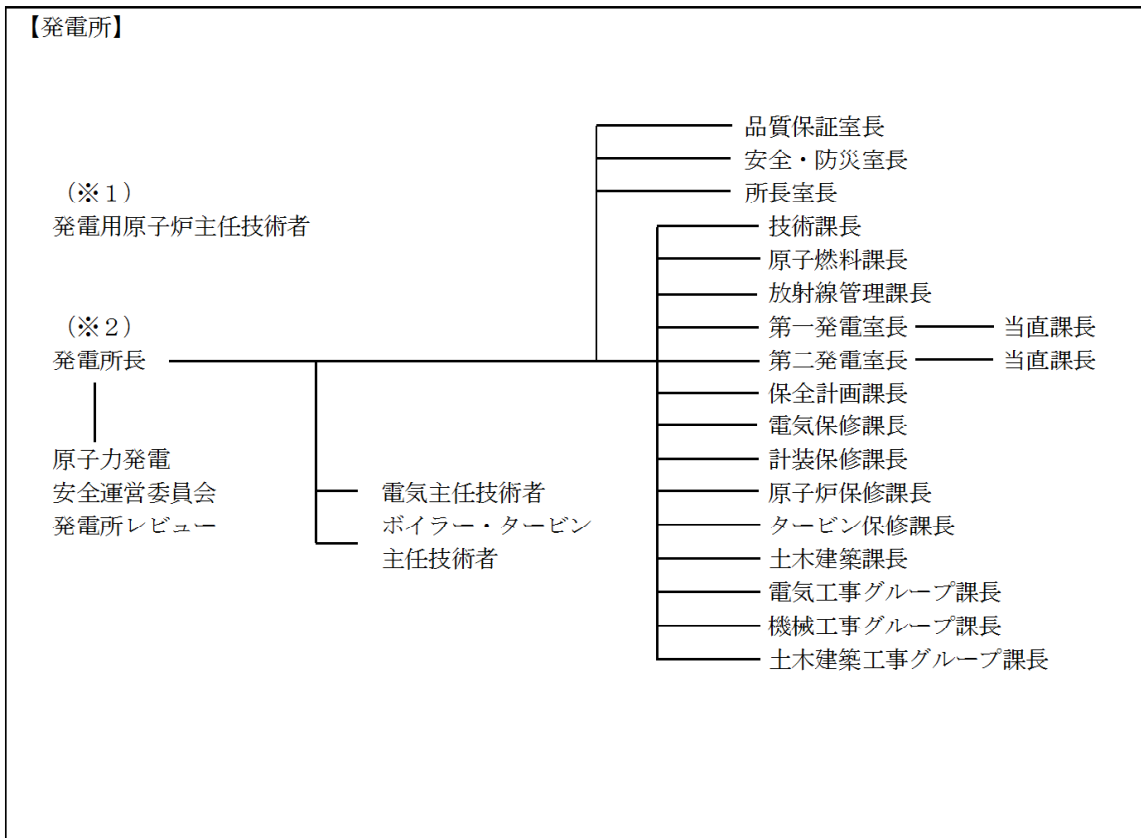 【発電所】
品質保証室長
安全・防災室長
所長室長
(※1)
発電用原子炉主任技術者
技術課長
原子燃料課長
放射線管理課長
(※2)
第一発電室長 当直課長
発電所長
第二発電室長 当直課長
保全計画課長
電気保修課長
原子力発電
安全運営委員会
発電所レビュー
計装保修課長
原子炉保修課長
電気主任技術者
ボイラー・タービン
主任技術者
タービン保修課長
土木建築課長
電気工事グループ課長
機械工事グループ課長
土木建築工事グループ課長